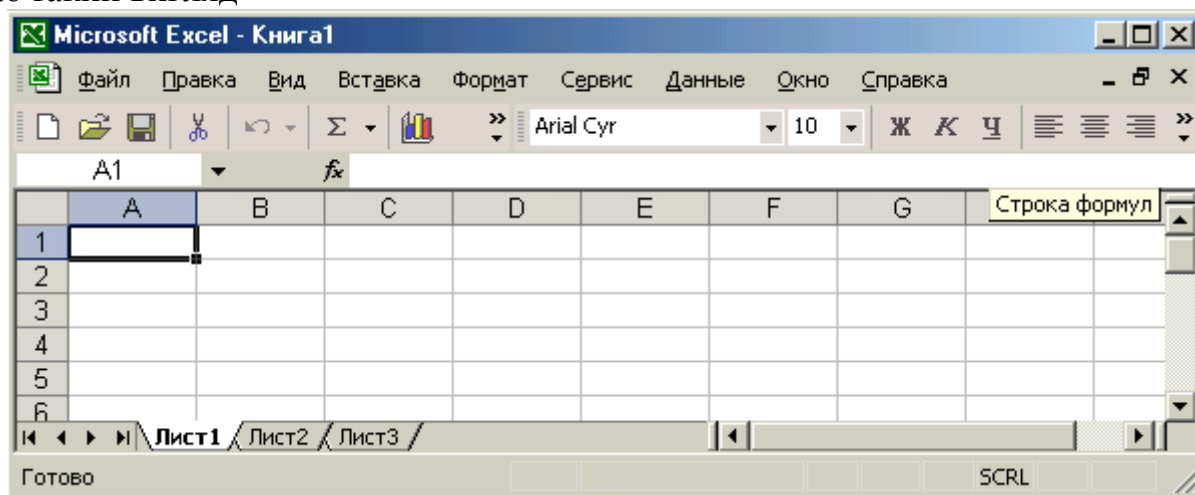 Microsoft Excel - Книга1
Файл Правка Вид Вставка Формат Сервис Данные Окно Справка
Σ Arial Cyr 10 Ж К Ч
A1 fx
A B C D E F G Строка формул
1
2
3
4
5
6
Лист1 Лист2 Лист3
Готово SCRL